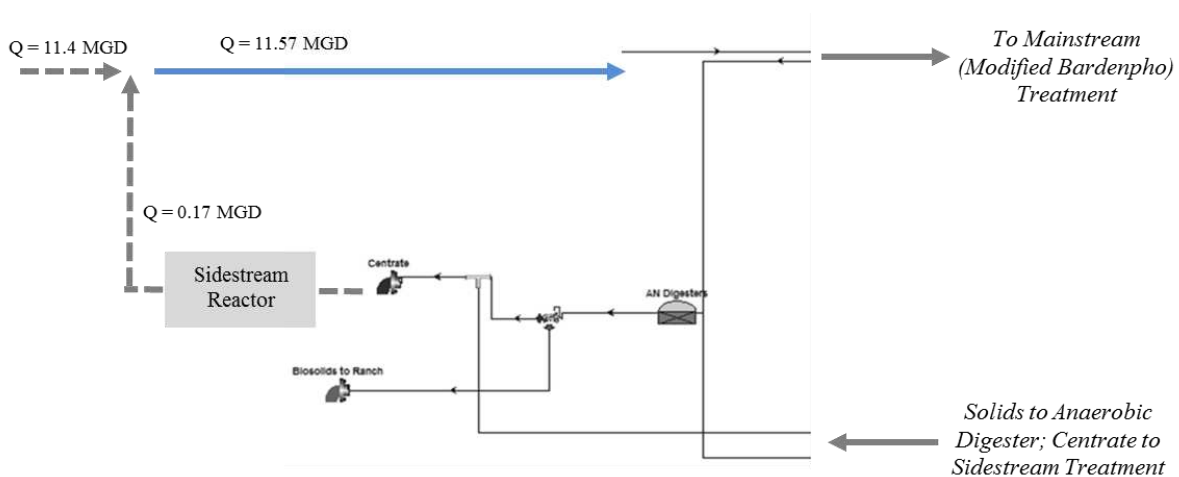 Q = 11.4 MGD
Q = 11.57 MGD
To Mainstream
(Modified Bardenpho)
Treatment
Q = 0.17 MGD
Sidestream
Reactor
Centrate
AN Digesters
Biosolids to Ranch
Solids to Anaerobic
Digester; Centrate to
Sidestream Treatment